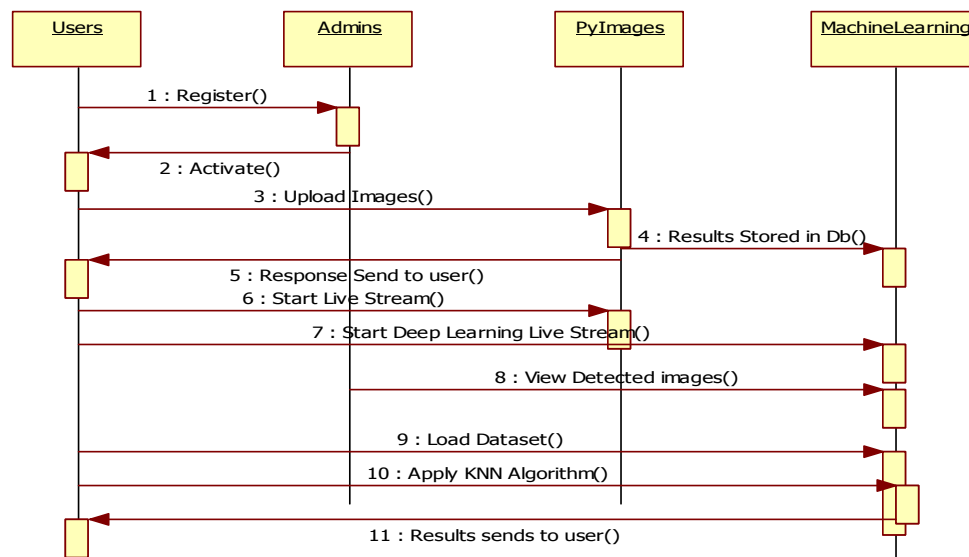 Users
Admins
PyImages
MachineLearning
1 : Register()
2 : Activate()
3 : Upload Images()
4 : Results Stored in Db()
5 : Response Send to user()
6 : Start Live Stream()
7 : Start Deep Learning Live Stream()
8 : View Detected images()
9 : Load Dataset()
10 : Apply KNN Algorithm()
11 : Results sends to user()